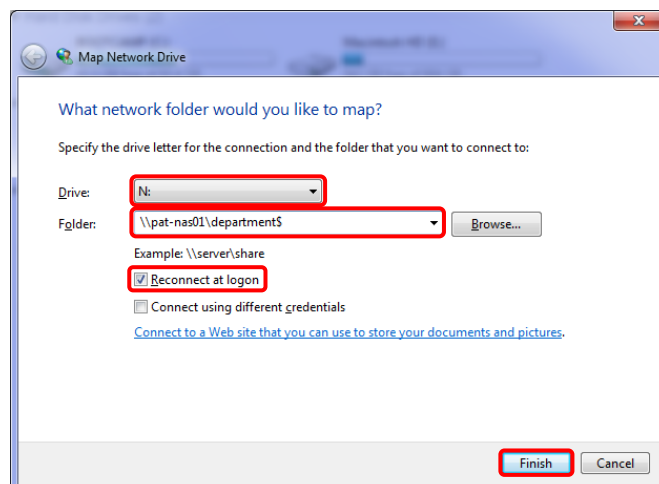 Map Network Drive
What network folder would you like to map?
Specify the drive letter for the connection and the folder that you want to connect to:
Drive: N:
Folder: \\pat-nas01\department$ Browse...
Example: \\server\share
Reconnect at logon
Connect using different credentials
Connect to a Web site that you can use to store your documents and pictures.
Finish Cancel